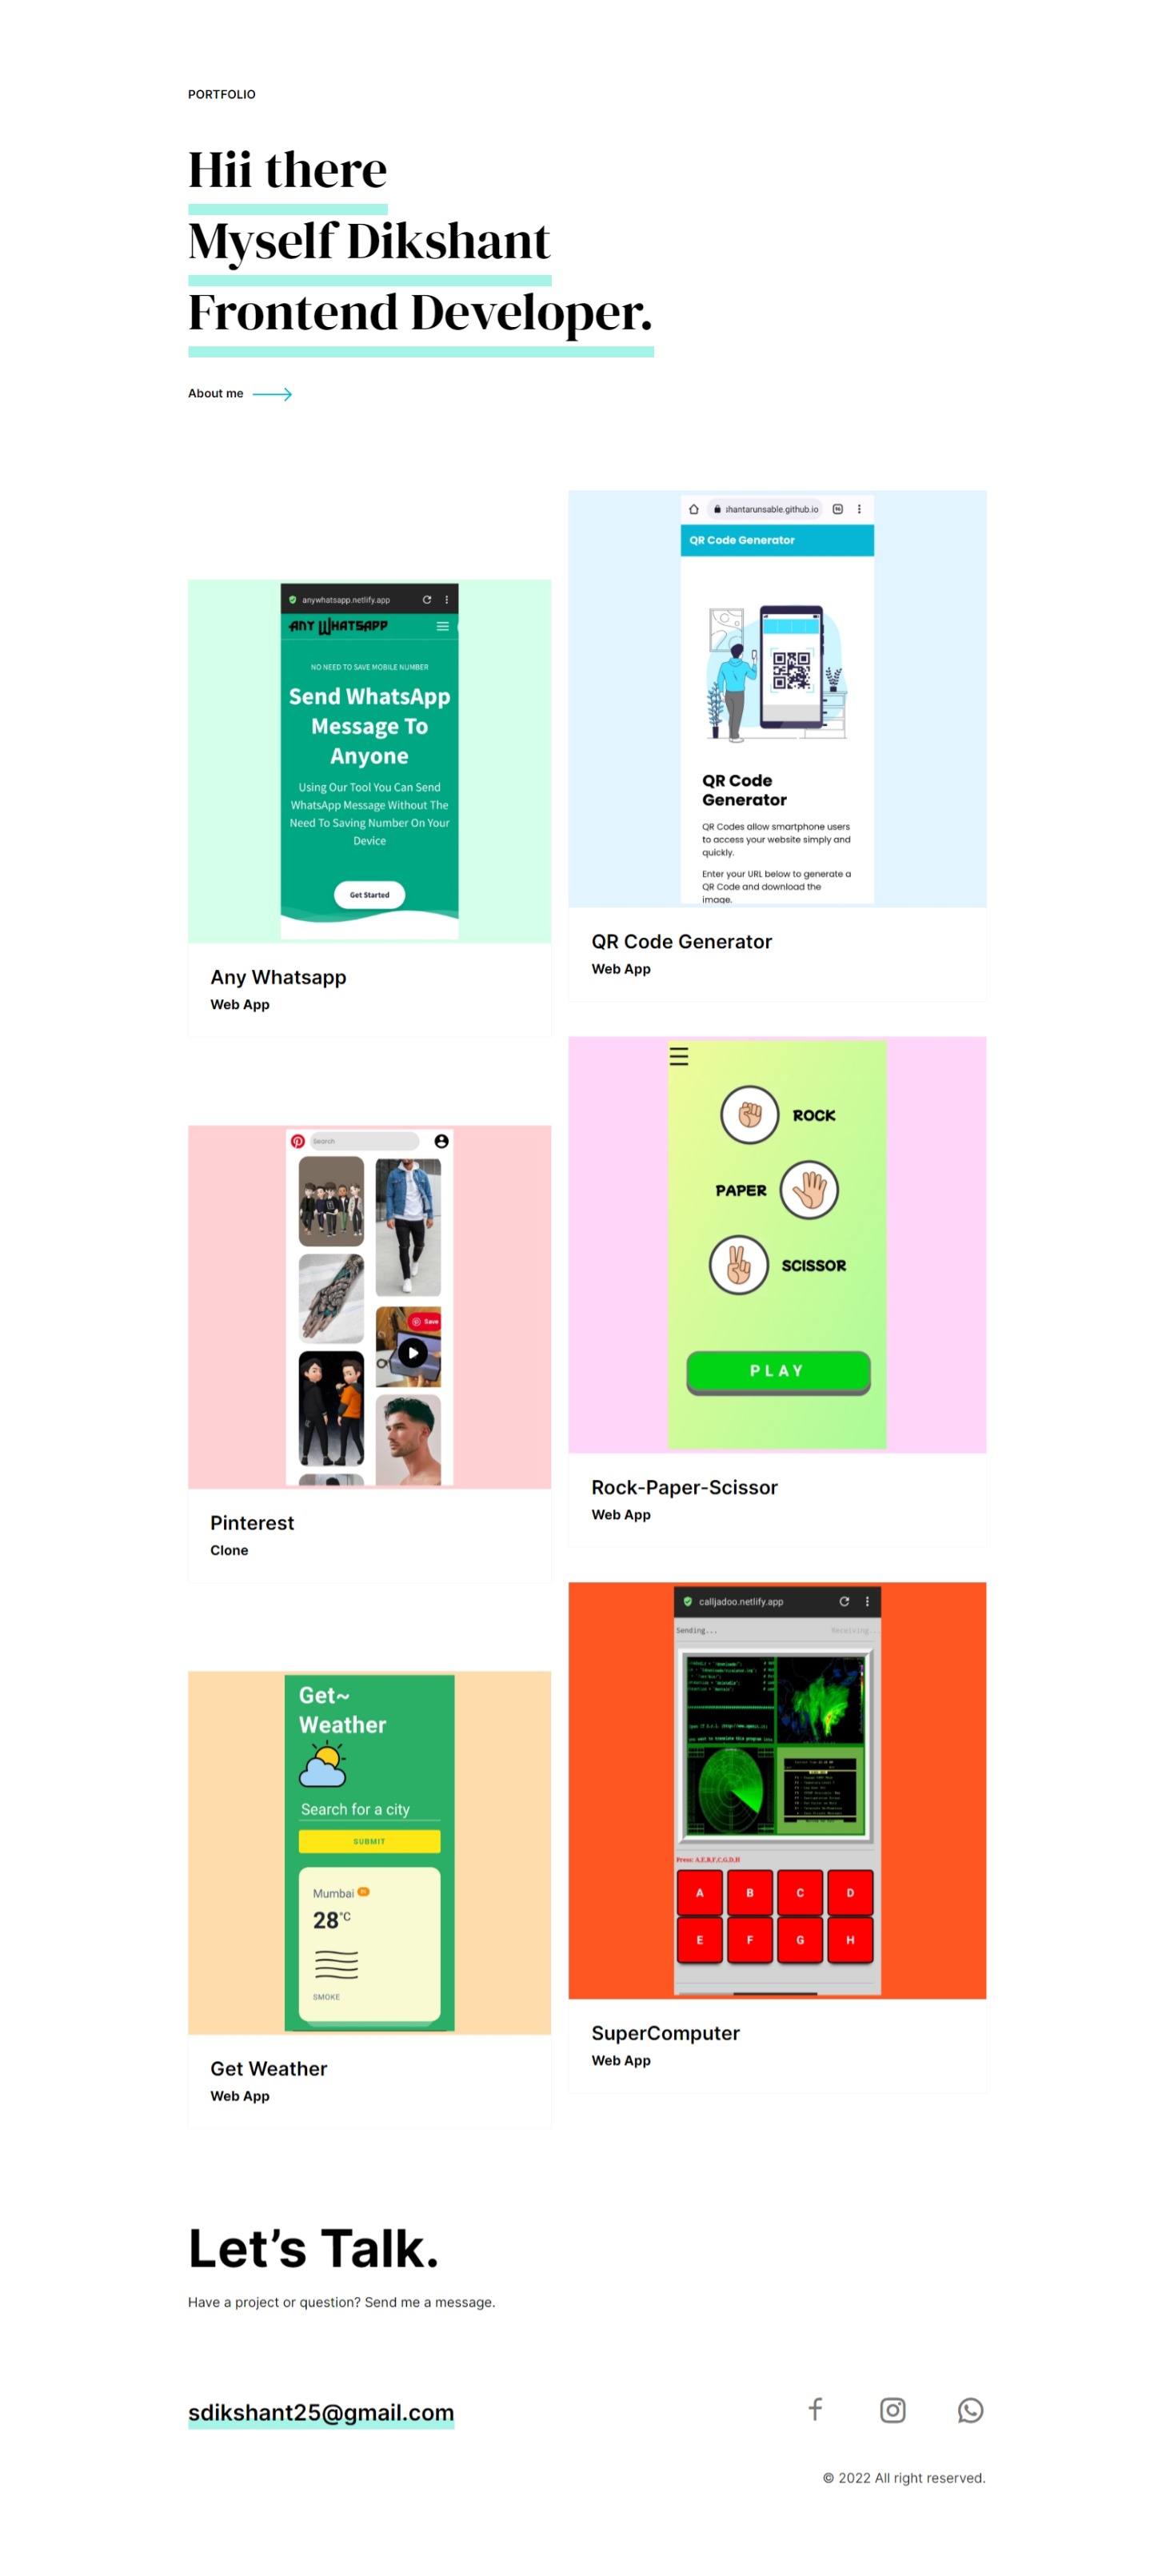 PORTFOLIO
Hii there
Myself Dikshant
Frontend Developer.
About me
anywhatsapp.netlify.app
ANY WHATSAPP
NO NEED TO SAVE MOBILE NUMBER
Send WhatsApp
Message To
Anyone
Using Our Tool You Can Send
WhatsApp Message Without The
Need To Saving Number On Your
Device
Get Started
Any Whatsapp
Web App
hantarunsable.github.io
QR Code Generator
QR Code
Generator
QR Codes allow smartphone users
to access your website simply and
quickly.
Enter your URL below to generate a
QR Code and download the
image.
QR Code Generator
Web App
Search
Save
Pinterest
Clone
ROCK
PAPER
SCISSOR
PLAY
Rock-Paper-Scissor
Web App
Get~
Weather
Search for a city
SUBMIT
Mumbai
28°C
SMOKE
Get Weather
Web App
calljadoo.netlify.app
Sending...
Receiving...
Press: A,E,B,F,C,G,D,H
A B C D
E F G H
SuperComputer
Web App
Let’s Talk.
Have a project or question? Send me a message.
sdikshant25@gmail.com
© 2022 All right reserved.